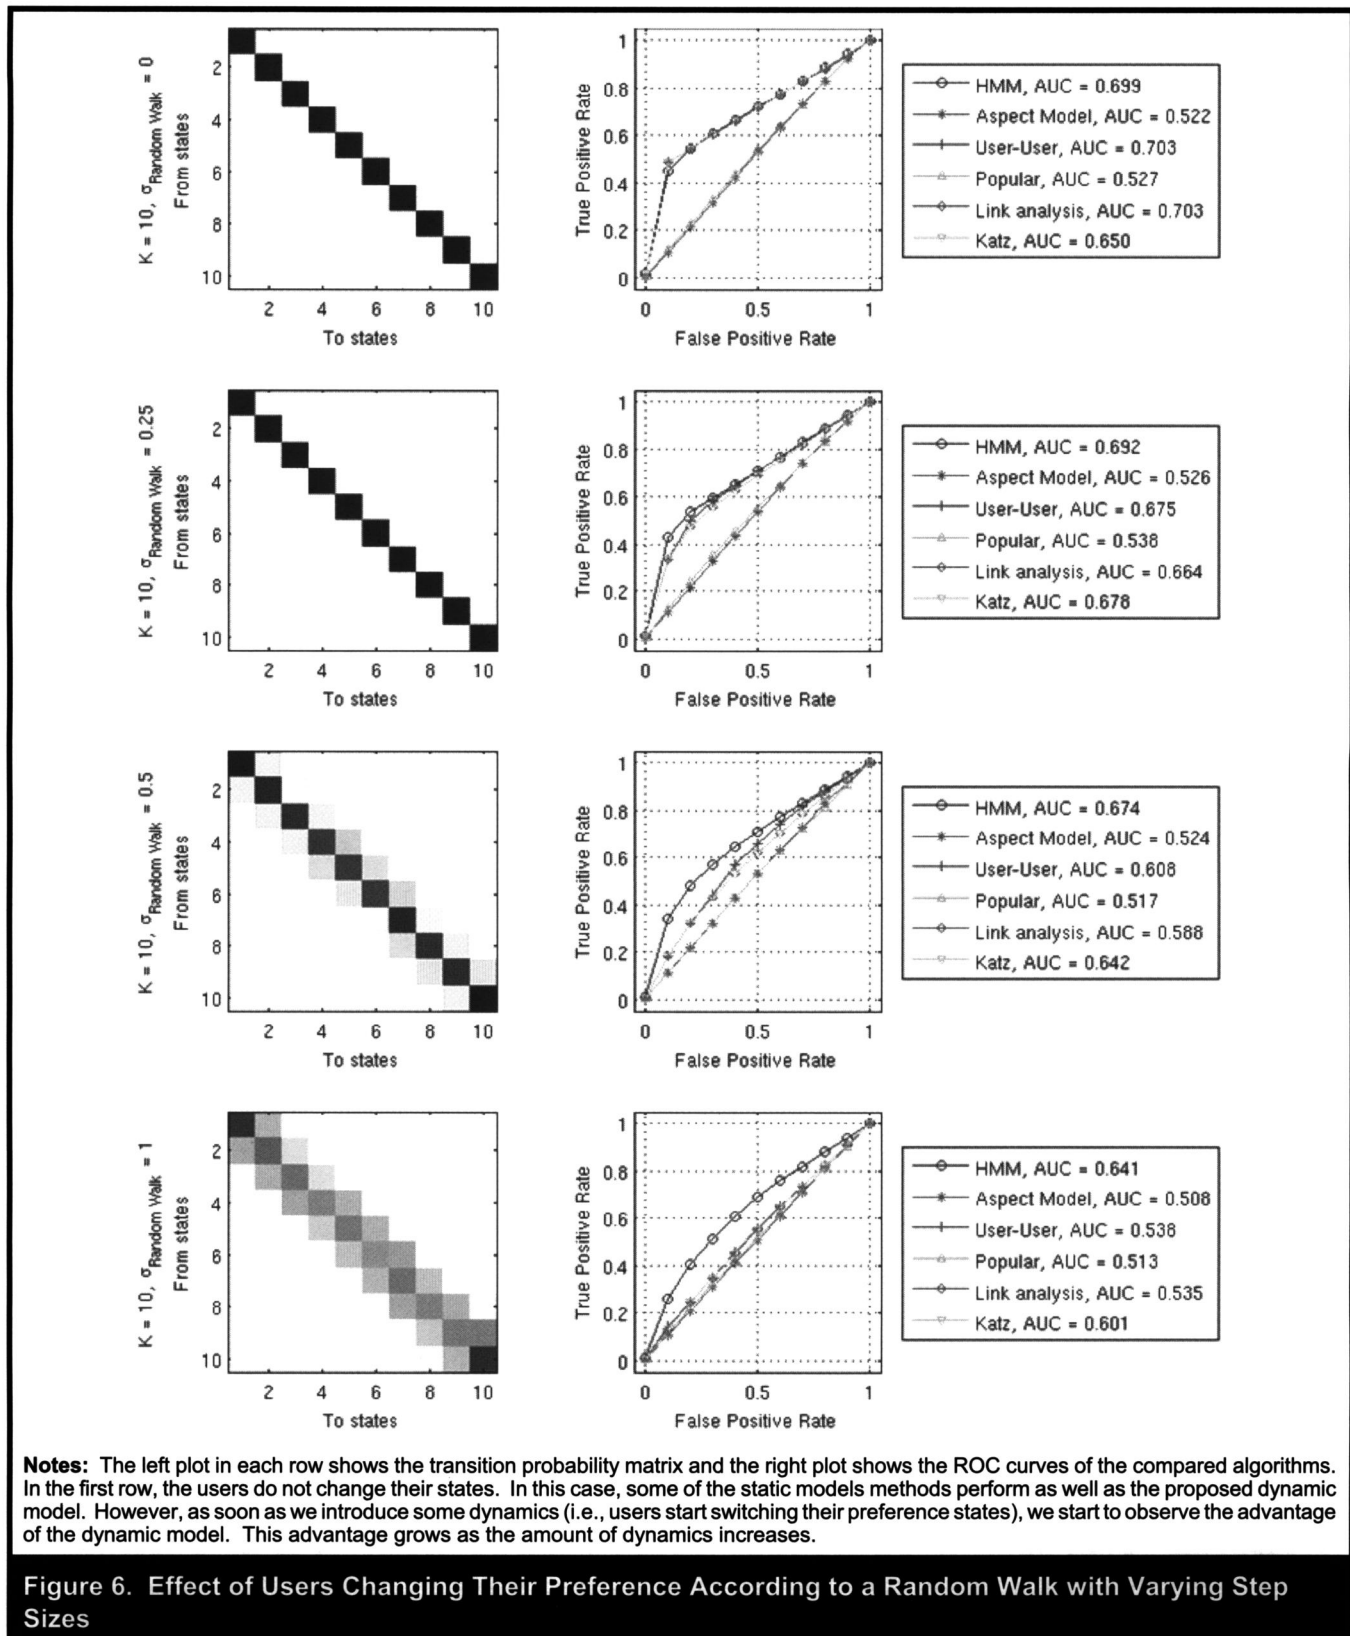 K = 10, σRandom Walk = 0
From states
2
4
6
8
10
2 4 6 8 10
To states
True Positive Rate
1
0.8
0.6
0.4
0.2
0
0 0.5 1
False Positive Rate
HMM, AUC = 0.699
Aspect Model, AUC = 0.522
User-User, AUC = 0.703
Popular, AUC = 0.527
Link analysis, AUC = 0.703
Katz, AUC = 0.650
K = 10, σRandom Walk = 0.25
From states
2
4
6
8
10
2 4 6 8 10
To states
True Positive Rate
1
0.8
0.6
0.4
0.2
0
0 0.5 1
False Positive Rate
HMM, AUC = 0.692
Aspect Model, AUC = 0.526
User-User, AUC = 0.675
Popular, AUC = 0.538
Link analysis, AUC = 0.664
Katz, AUC = 0.678
K = 10, σRandom Walk = 0.5
From states
2
4
6
8
10
2 4 6 8 10
To states
True Positive Rate
1
0.8
0.6
0.4
0.2
0
0 0.5 1
False Positive Rate
HMM, AUC = 0.674
Aspect Model, AUC = 0.524
User-User, AUC = 0.608
Popular, AUC = 0.517
Link analysis, AUC = 0.588
Katz, AUC = 0.642
K = 10, σRandom Walk = 1
From states
2
4
6
8
10
2 4 6 8 10
To states
True Positive Rate
1
0.8
0.6
0.4
0.2
0
0 0.5 1
False Positive Rate
HMM, AUC = 0.641
Aspect Model, AUC = 0.508
User-User, AUC = 0.538
Popular, AUC = 0.513
Link analysis, AUC = 0.535
Katz, AUC = 0.601
Notes: The left plot in each row shows the transition probability matrix and the right plot shows the ROC curves of the compared algorithms.
In the first row, the users do not change their states. In this case, some of the static models methods perform as well as the proposed dynamic
model. However, as soon as we introduce some dynamics (i.e., users start switching their preference states), we start to observe the advantage
of the dynamic model. This advantage grows as the amount of dynamics increases.
Figure 6. Effect of Users Changing Their Preference According to a Random Walk with Varying Step
Sizes